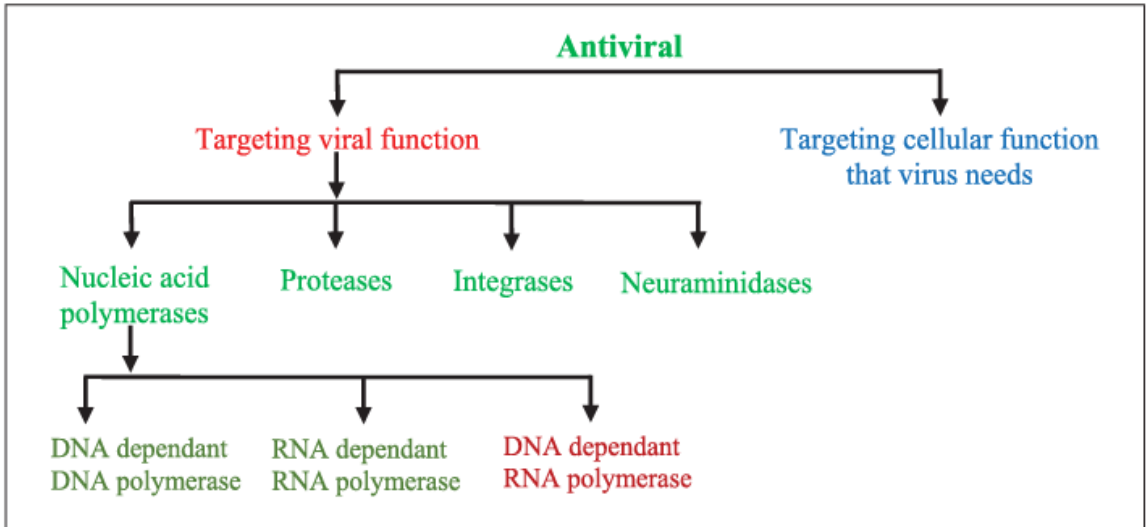 Antiviral
Targeting viral function
Targeting cellular function
that virus needs
Nucleic acid
polymerases
Proteases
Integrases
Neuraminidases
DNA dependant
DNA polymerase
RNA dependant
RNA polymerase
DNA dependant
RNA polymerase